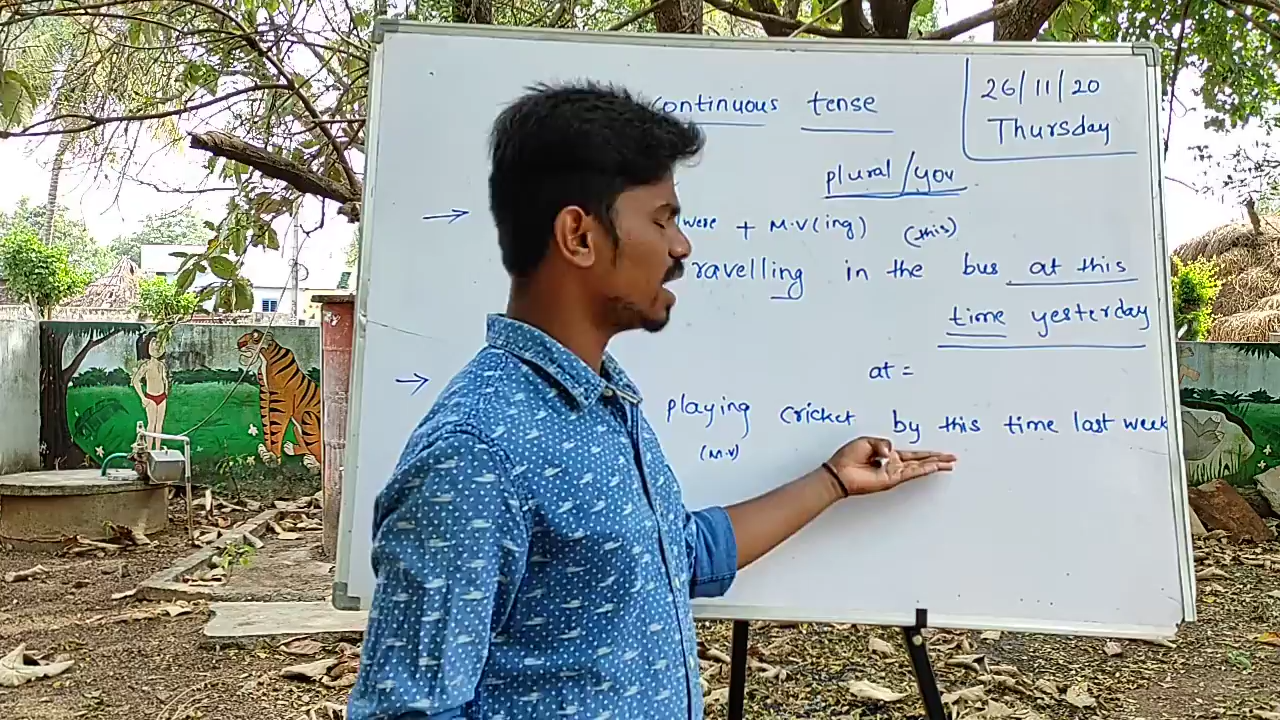 continuous tense
26/11/20
Thursday
plural/you
were + M.V(ing) (this)
travelling in the bus at this
time yesterday
at =
playing cricket by this time last week
(M.V)